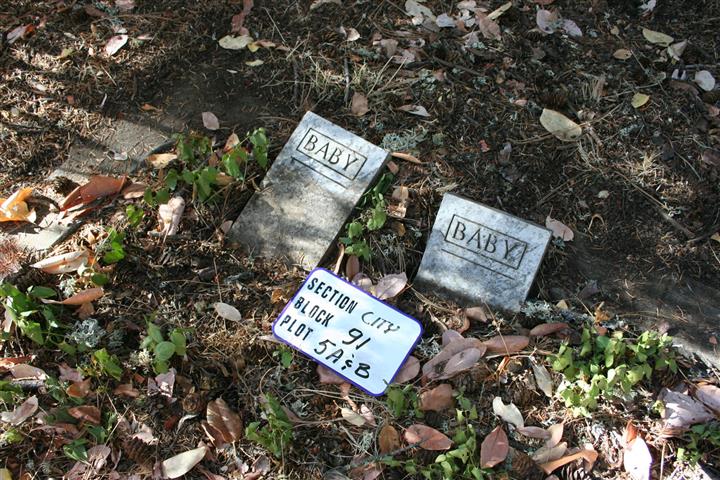 BABY
BABY
SECTION CITY
BLOCK 91
PLOT 5A&B